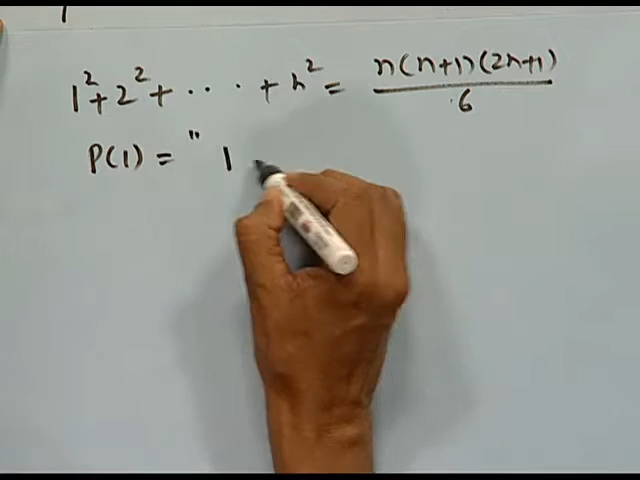 1² + 2² + · · · · + n² = n(n+1)(2n+1) / 6
P(1) = " 1